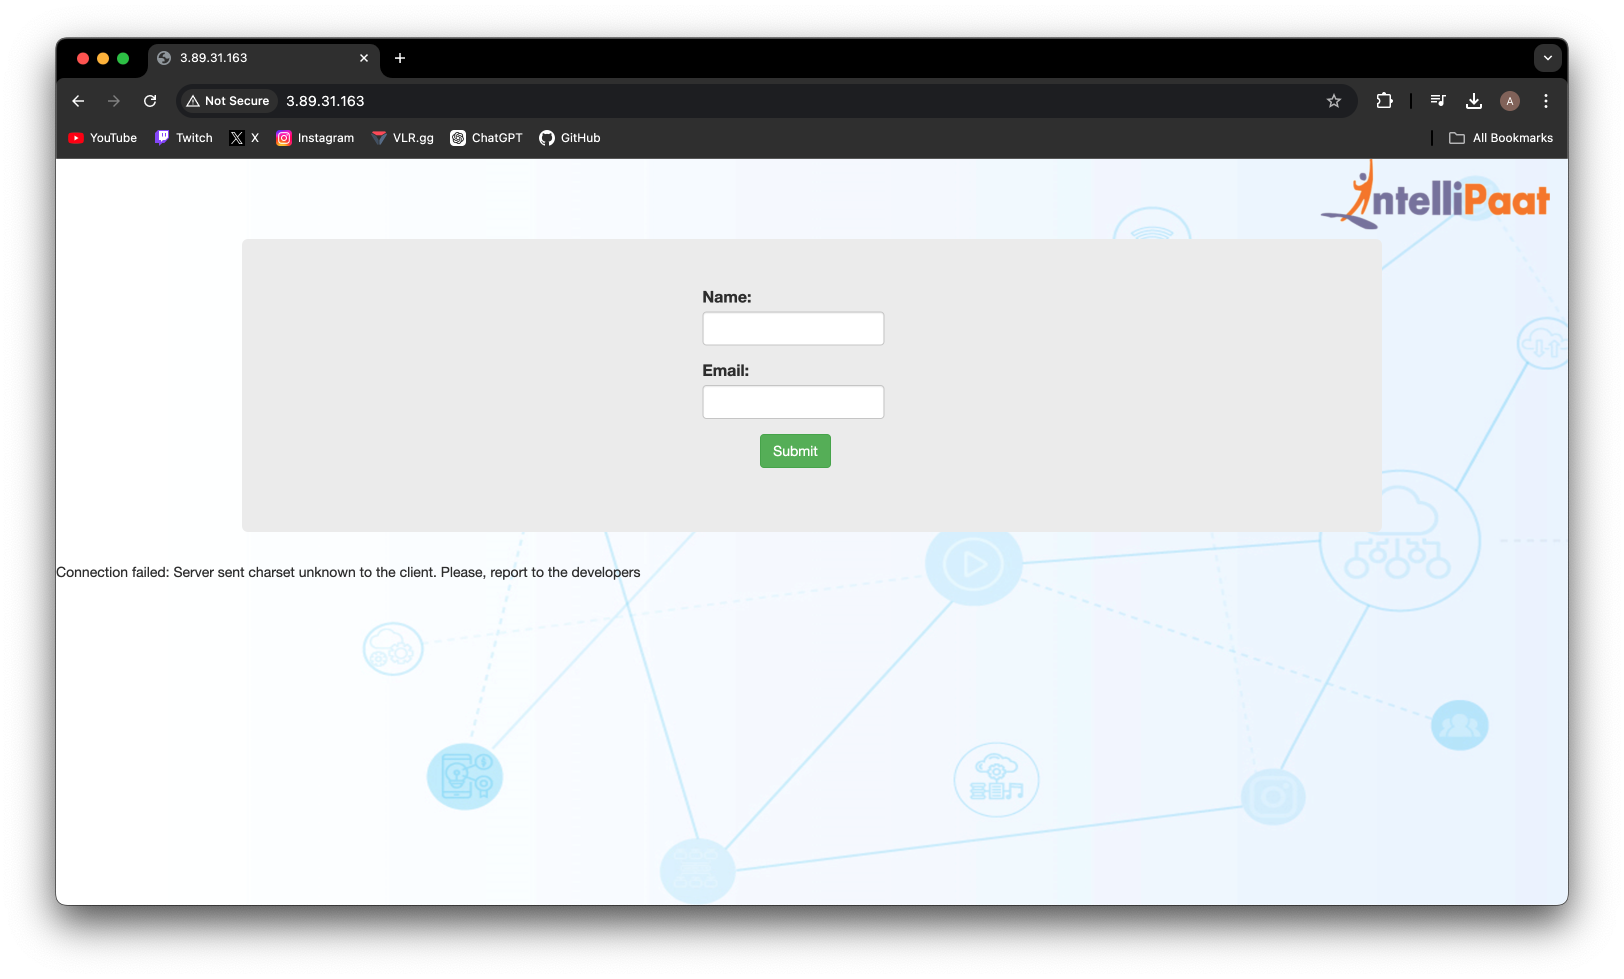 3.89.31.163
Not Secure
3.89.31.163
A
YouTube
Twitch
X
Instagram
VLR.gg
ChatGPT
GitHub
All Bookmarks
IntelliPaat
Name:
Email:
Submit
Connection failed: Server sent charset unknown to the client. Please, report to the developers